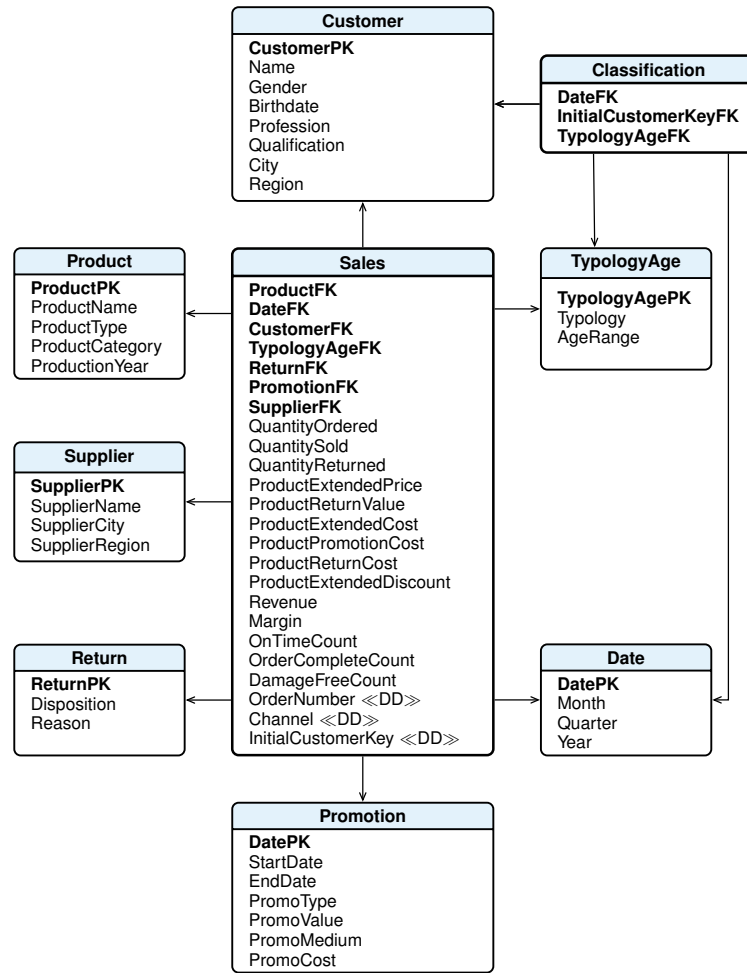 Customer
CustomerPK
Name
Gender
Birthdate
Profession
Qualification
City
Region
Classification
DateFK
InitialCustomerKeyFK
TypologyAgeFK
Product
ProductPK
ProductName
ProductType
ProductCategory
ProductionYear
Sales
ProductFK
DateFK
CustomerFK
TypologyAgeFK
ReturnFK
PromotionFK
SupplierFK
QuantityOrdered
QuantitySold
QuantityReturned
ProductExtendedPrice
ProductReturnValue
ProductExtendedCost
ProductPromotionCost
ProductReturnCost
ProductExtendedDiscount
Revenue
Margin
OnTimeCount
OrderCompleteCount
DamageFreeCount
OrderNumber ≪DD≫
Channel ≪DD≫
InitialCustomerKey ≪DD≫
TypologyAge
TypologyAgePK
Typology
AgeRange
Supplier
SupplierPK
SupplierName
SupplierCity
SupplierRegion
Return
ReturnPK
Disposition
Reason
Date
DatePK
Month
Quarter
Year
Promotion
DatePK
StartDate
EndDate
PromoType
PromoValue
PromoMedium
PromoCost